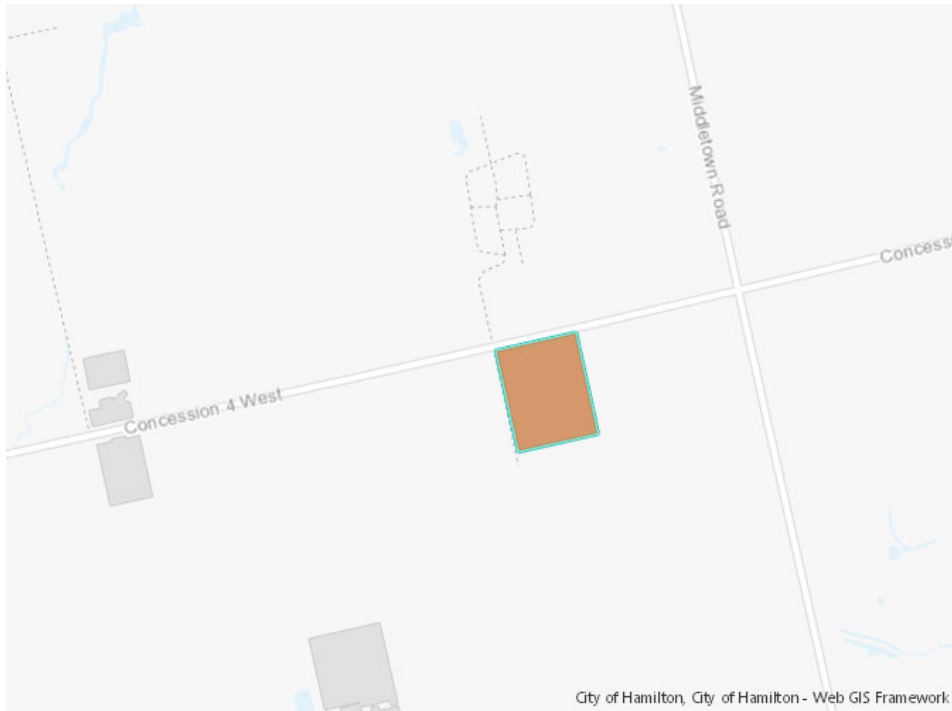 Middletown Road
Concess
Concession 4 West
City of Hamilton, City of Hamilton - Web GIS Framework